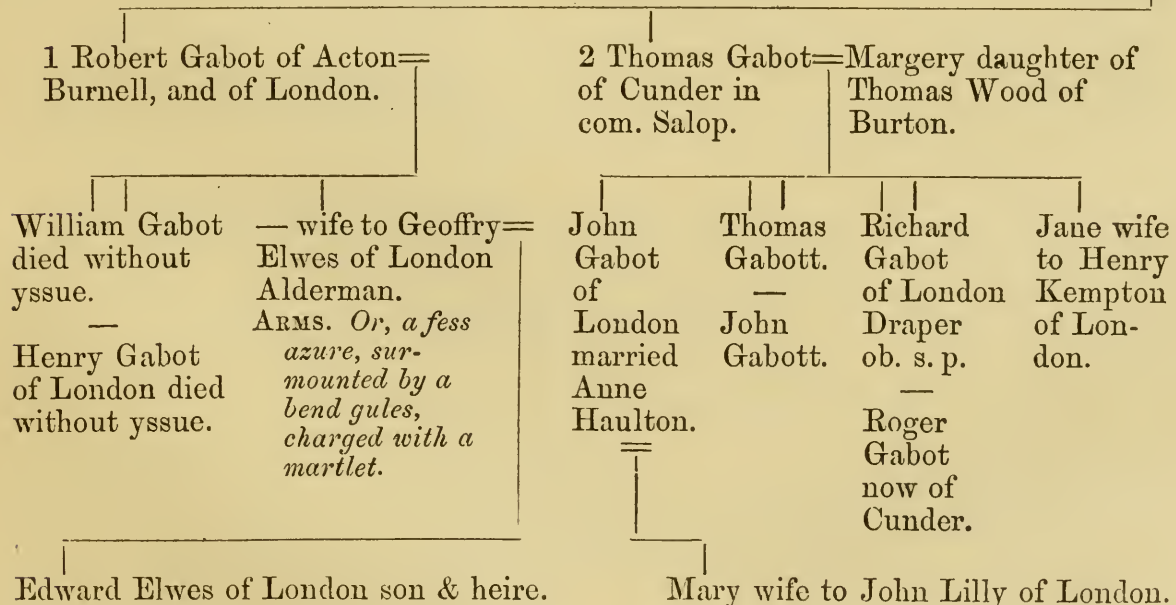 1 Robert Gabot of Acton=
Burnell, and of London.
2 Thomas Gabot=Margery daughter of
of Cunder in
Thomas Wood of
com. Salop.
Burton.
William Gabot
died without
yssue.
—
Henry Gabot
of London died
without yssue.
— wife to Geoffry=
Elwes of London
Alderman.
ARMS. Or, a fess
azure, sur-
mounted by a
bend gules,
charged with a
martlet.
John
Gabot
of
London
married
Anne
Haulton.
=
Thomas
Gabott.
—
John
Gabott.
Richard
Gabot
of London
Draper
ob. s. p.
—
Roger
Gabot
now of
Cunder.
Jane wife
to Henry
Kempton
of Lon-
don.
Edward Elwes of London son & heire.
Mary wife to John Lilly of London.